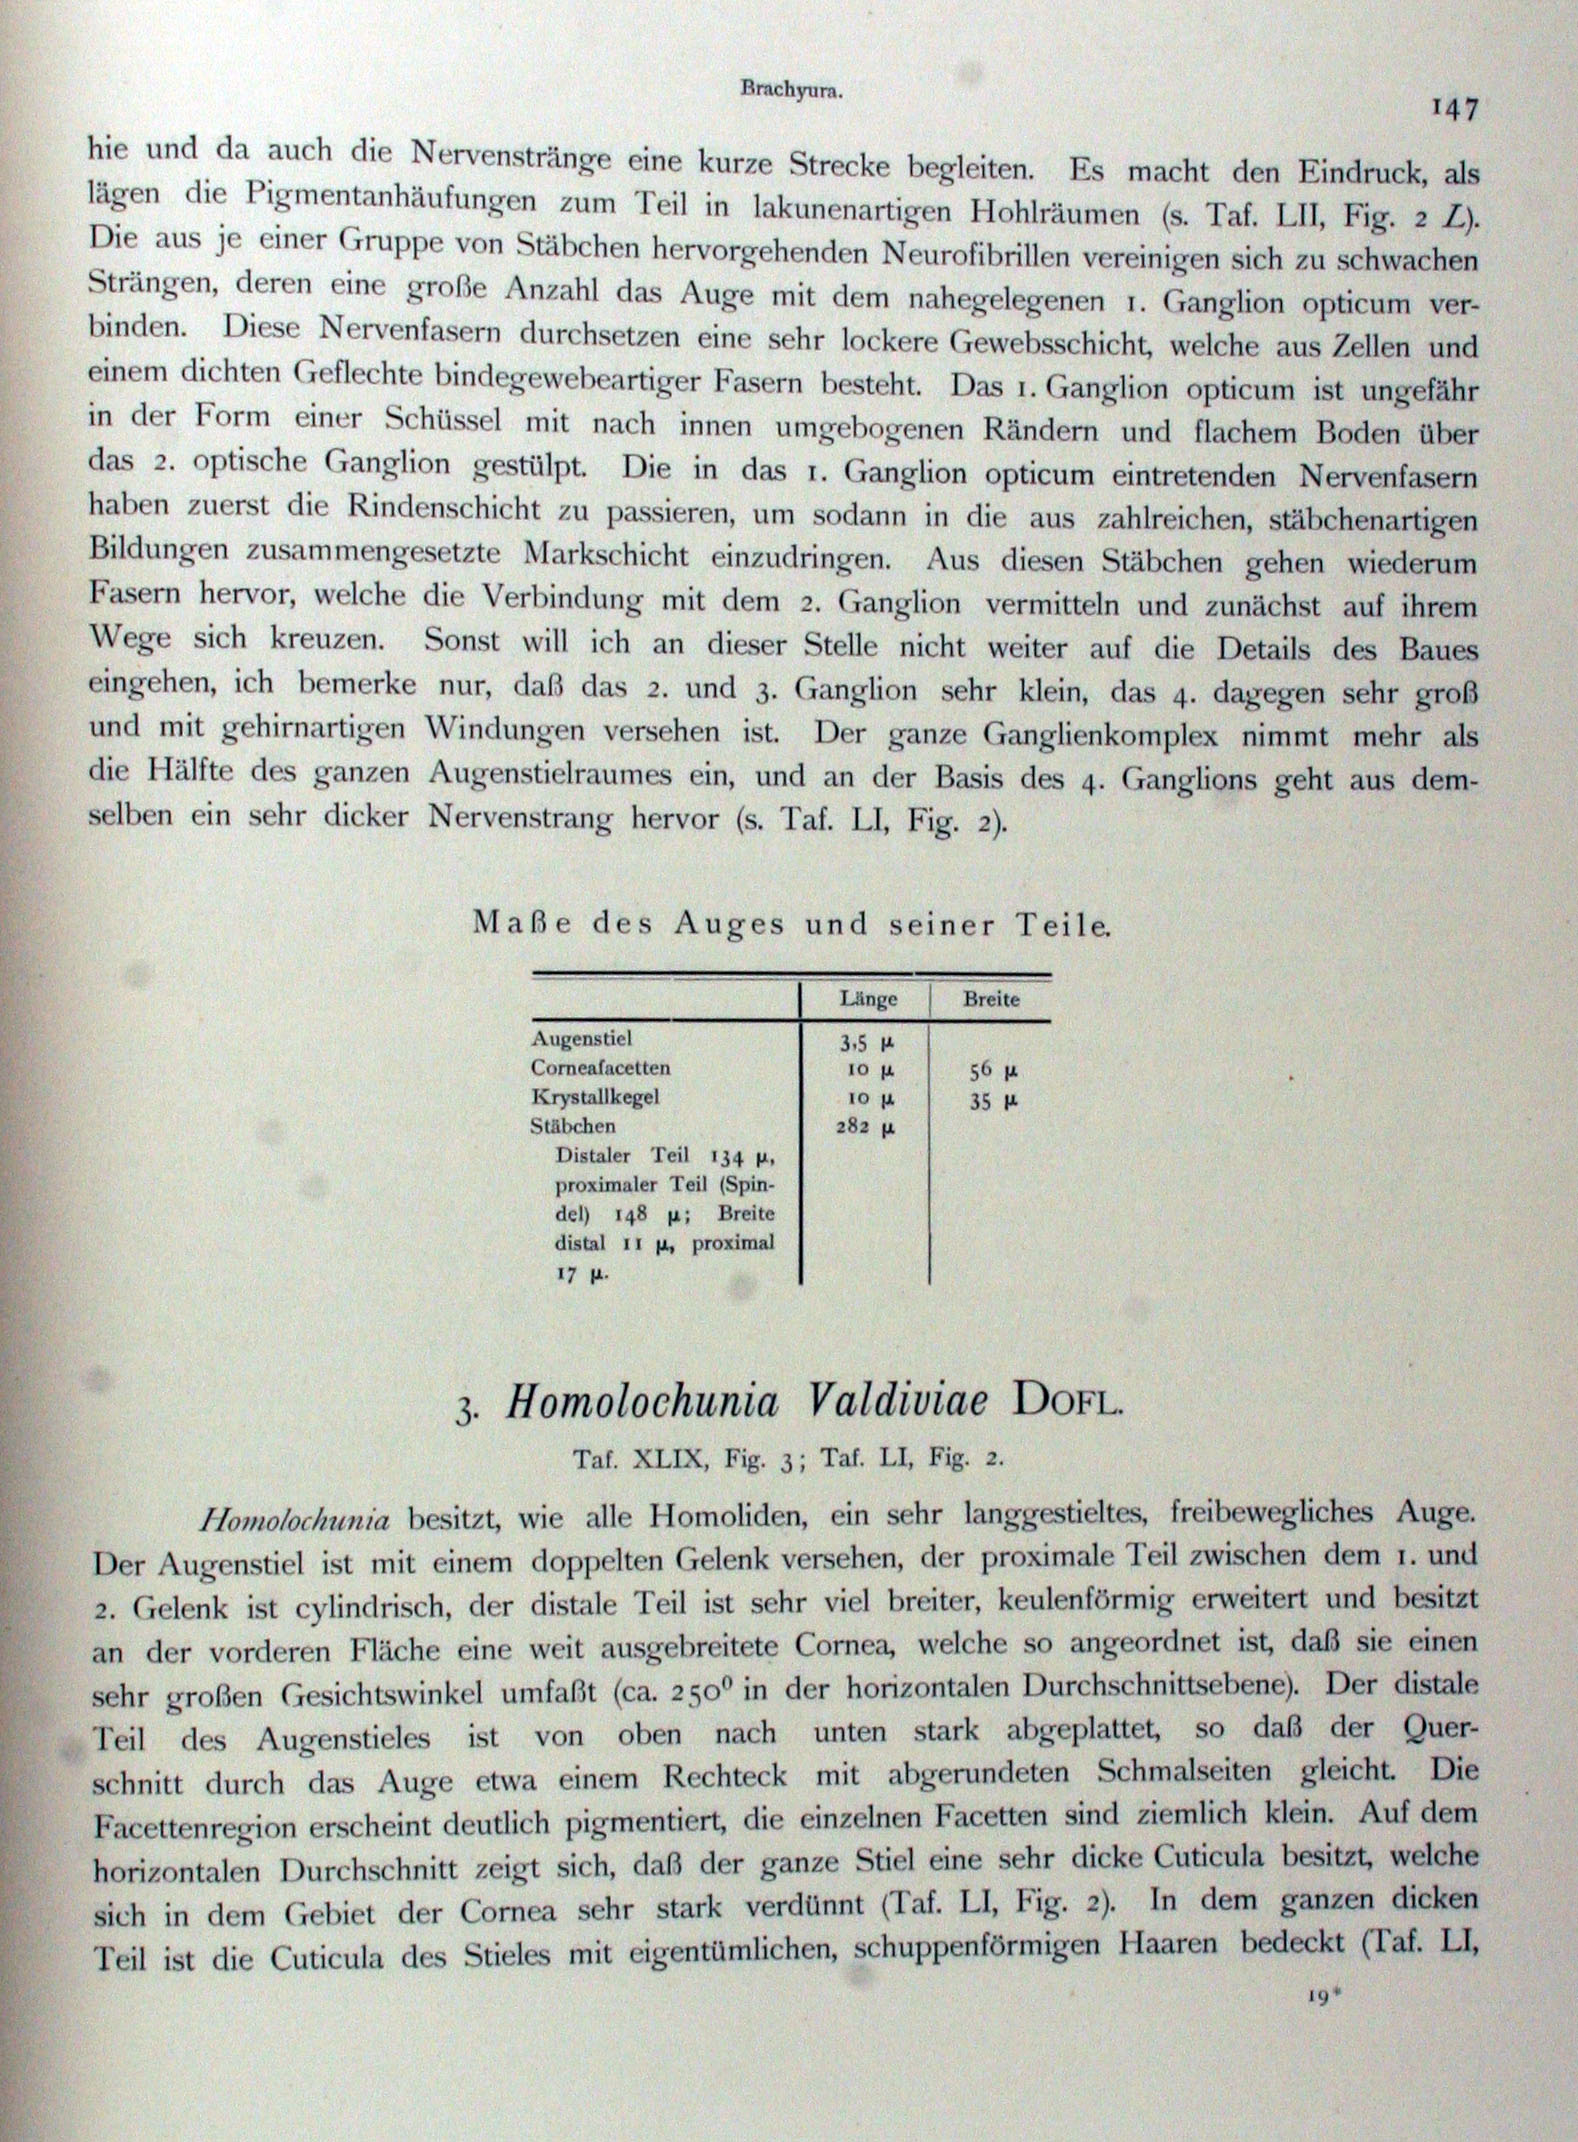 Brachyura.
147
hie und da auch die Nervenstränge eine kurze Strecke begleiten. Es macht den Eindruck, als
lägen die Pigmentanhäufungen zum Teil in lakunenartigen Hohlräumen (s. Taf. LII, Fig. 2 L).
Die aus je einer Gruppe von Stäbchen hervorgehenden Neurofibrillen vereinigen sich zu schwachen
Strängen, deren eine große Anzahl das Auge mit dem nahegelegenen 1. Ganglion opticum ver-
binden. Diese Nervenfasern durchsetzen eine sehr lockere Gewebsschicht, welche aus Zellen und
einem dichten Geflechte bindegewebeartiger Fasern besteht. Das 1. Ganglion opticum ist ungefähr
in der Form einer Schüssel mit nach innen umgebogenen Rändern und flachem Boden über
das 2. optische Ganglion gestülpt. Die in das 1. Ganglion opticum eintretenden Nervenfasern
haben zuerst die Rindenschicht zu passieren, um sodann in die aus zahlreichen, stäbchenartigen
Bildungen zusammengesetzte Markschicht einzudringen. Aus diesen Stäbchen gehen wiederum
Fasern hervor, welche die Verbindung mit dem 2. Ganglion vermitteln und zunächst auf ihrem
Wege sich kreuzen. Sonst will ich an dieser Stelle nicht weiter auf die Details des Baues
eingehen, ich bemerke nur, daß das 2. und 3. Ganglion sehr klein, das 4. dagegen sehr groß
und mit gehirnartigen Windungen versehen ist. Der ganze Ganglienkomplex nimmt mehr als
die Hälfte des ganzen Augenstielraumes ein, und an der Basis des 4. Ganglions geht aus dem-
selben ein sehr dicker Nervenstrang hervor (s. Taf. LI, Fig. 2).
Maße des Auges und seiner Teile.
Länge Breite
Augenstiel 3,5 μ
Corneafacetten 10 μ 56 μ
Krystallkegel 10 μ 35 μ
Stäbchen 282 μ
Distaler Teil 134 μ,
proximaler Teil (Spin-
del) 148 μ; Breite
distal 11 μ, proximal
17 μ.
3. Homolochunia Valdiviae DOFL.
Taf. XLIX, Fig. 3; Taf. LI, Fig. 2.
Homolochunia besitzt, wie alle Homoliden, ein sehr langgestieltes, freibewegliches Auge.
Der Augenstiel ist mit einem doppelten Gelenk versehen, der proximale Teil zwischen dem 1. und
2. Gelenk ist cylindrisch, der distale Teil ist sehr viel breiter, keulenförmig erweitert und besitzt
an der vorderen Fläche eine weit ausgebreitete Cornea, welche so angeordnet ist, daß sie einen
sehr großen Gesichtswinkel umfaßt (ca. 250⁰ in der horizontalen Durchschnittsebene). Der distale
Teil des Augenstieles ist von oben nach unten stark abgeplattet, so daß der Quer-
schnitt durch das Auge etwa einem Rechteck mit abgerundeten Schmalseiten gleicht. Die
Facettenregion erscheint deutlich pigmentiert, die einzelnen Facetten sind ziemlich klein. Auf dem
horizontalen Durchschnitt zeigt sich, daß der ganze Stiel eine sehr dicke Cuticula besitzt, welche
sich in dem Gebiet der Cornea sehr stark verdünnt (Taf. LI, Fig. 2). In dem ganzen dicken
Teil ist die Cuticula des Stieles mit eigentümlichen, schuppenförmigen Haaren bedeckt (Taf. LI,
19*